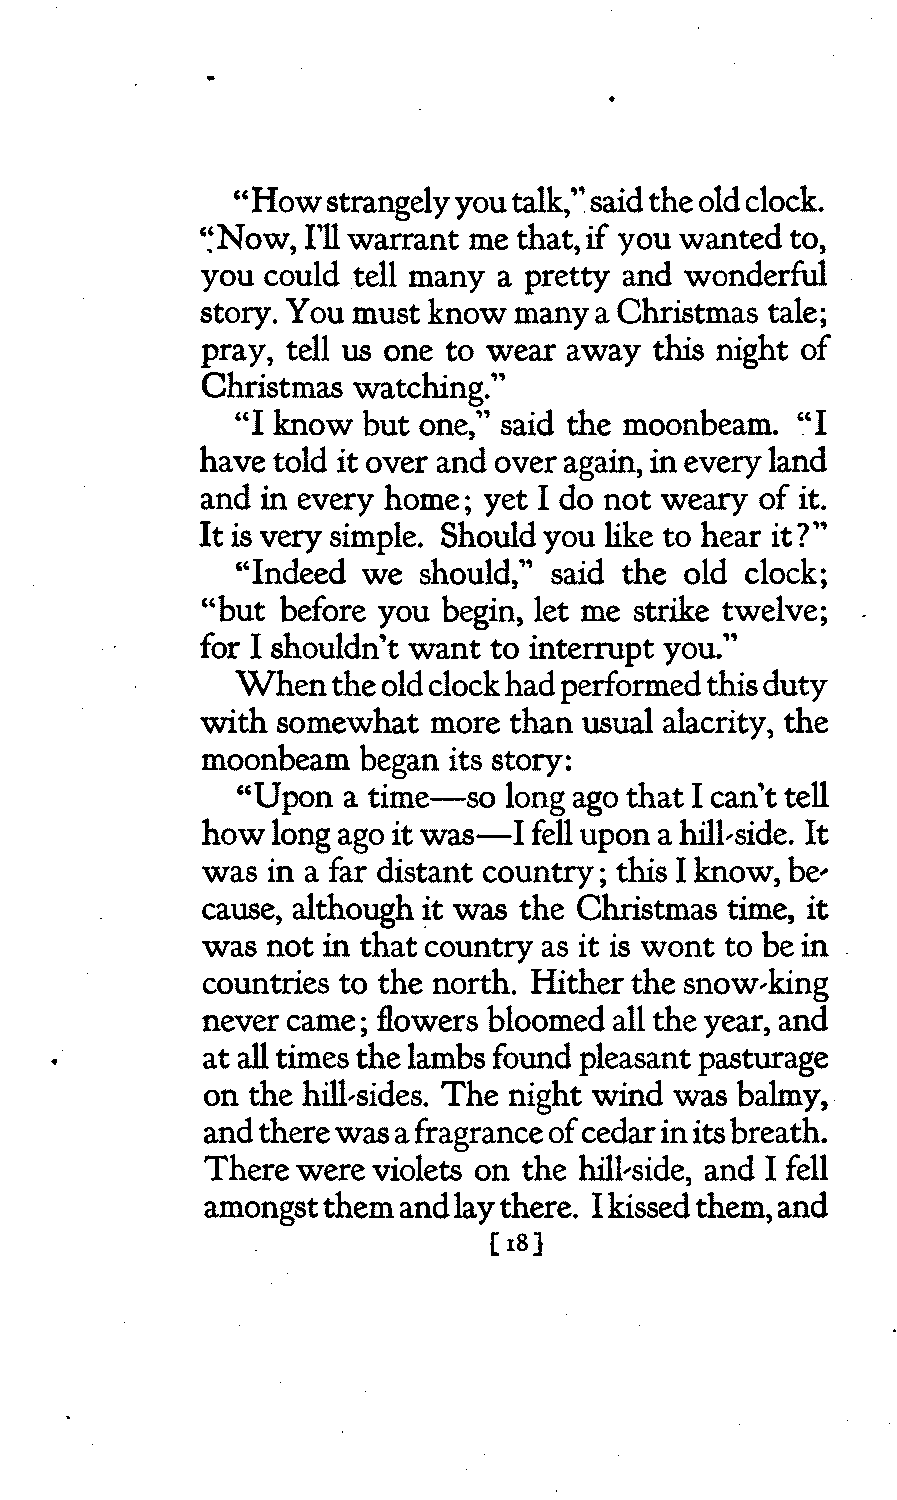 "How strangely you talk," said the old clock.
"Now, I'll warrant me that, if you wanted to,
you could tell many a pretty and wonderful
story. You must know many a Christmas tale;
pray, tell us one to wear away this night of
Christmas watching."
"I know but one," said the moonbeam. "I
have told it over and over again, in every land
and in every home; yet I do not weary of it.
It is very simple. Should you like to hear it?"
"Indeed we should," said the old clock;
"but before you begin, let me strike twelve;
for I shouldn't want to interrupt you."
When the old clock had performed this duty
with somewhat more than usual alacrity, the
moonbeam began its story:
"Upon a time—so long ago that I can't tell
how long ago it was—I fell upon a hill-side. It
was in a far distant country; this I know, be-
cause, although it was the Christmas time, it
was not in that country as it is wont to be in
countries to the north. Hither the snow-king
never came; flowers bloomed all the year, and
at all times the lambs found pleasant pasturage
on the hill-sides. The night wind was balmy,
and there was a fragrance of cedar in its breath.
There were violets on the hill-side, and I fell
amongst them and lay there. I kissed them, and
[18]